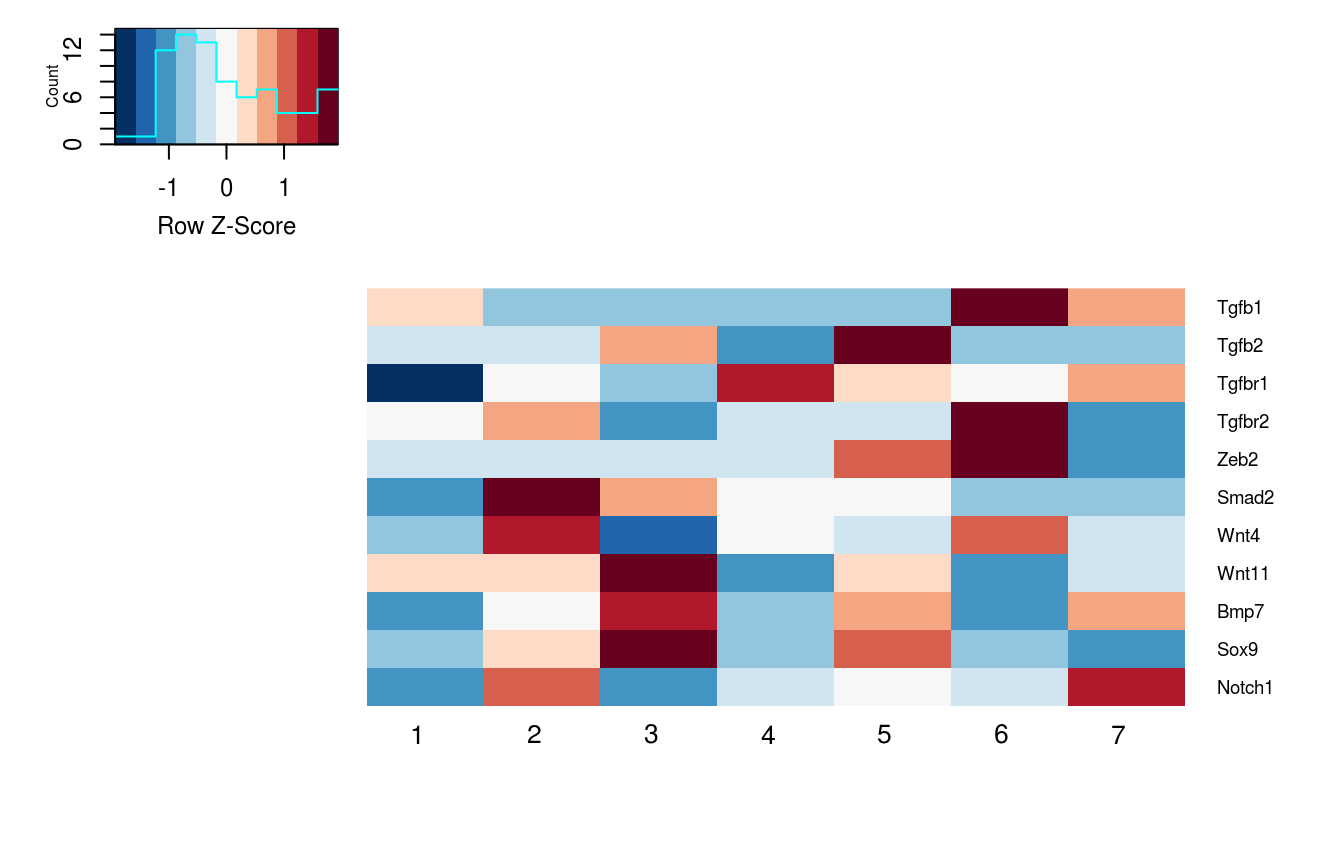 Count
0 6 12
-1 0 1
Row Z-Score
Tgfb1
Tgfb2
Tgfbr1
Tgfbr2
Zeb2
Smad2
Wnt4
Wnt11
Bmp7
Sox9
Notch1
1 2 3 4 5 6 7